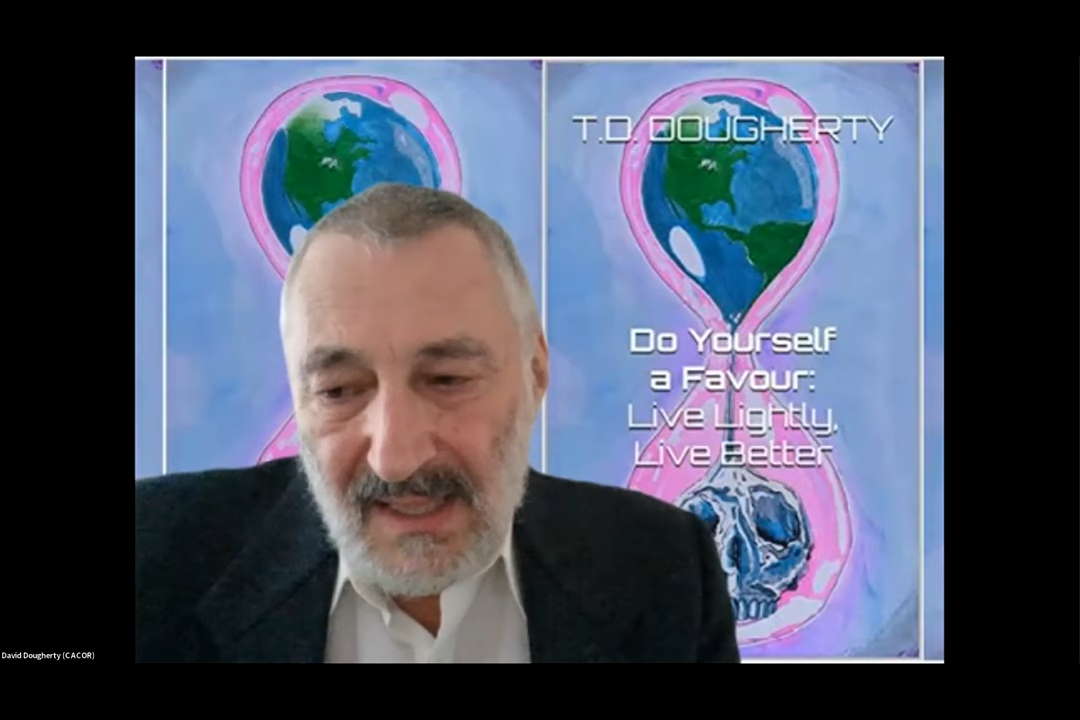 T.D. DOUGHERTY
Do Yourself
a Favour:
Live Lightly,
Live Better
David Dougherty (CACOR)